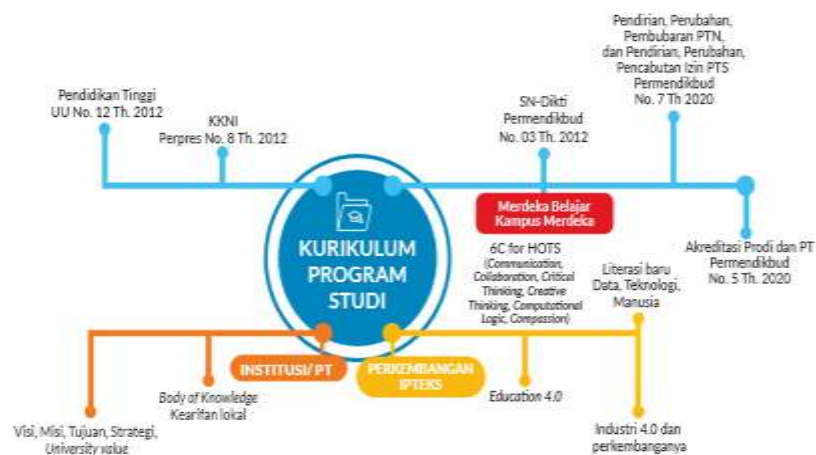 Pendirian, Perubahan,
Pembubaran PTN,
dan Pendirian, Perubahan,
Pencabutan Izin PTS
Permendikbud
No. 7 Th 2020
Pendidikan Tinggi
UU No. 12 Th. 2012
KKNI
Perpres No. 8 Th. 2012
SN-Dikti
Permendikbud
No. 03 Th. 2012
Merdeka Belajar
Kampus Merdeka
Akreditasi Prodi dan PT
Permendikbud
No. 5 Th. 2020
KURIKULUM
PROGRAM
STUDI
6C for HOTS
(Communication,
Collaboration, Critical
Thinking, Creative
Thinking, Computational
Logic, Compassion)
Literasi baru
Data, Teknologi,
Manusia
INSTITUSI/ PT
PERKEMBANGAN
IPTEKS
Body of Knowledge
Kearifan lokal
Education 4.0
Visi, Misi, Tujuan, Strategi,
University value
Industri 4.0 dan
perkembanganya